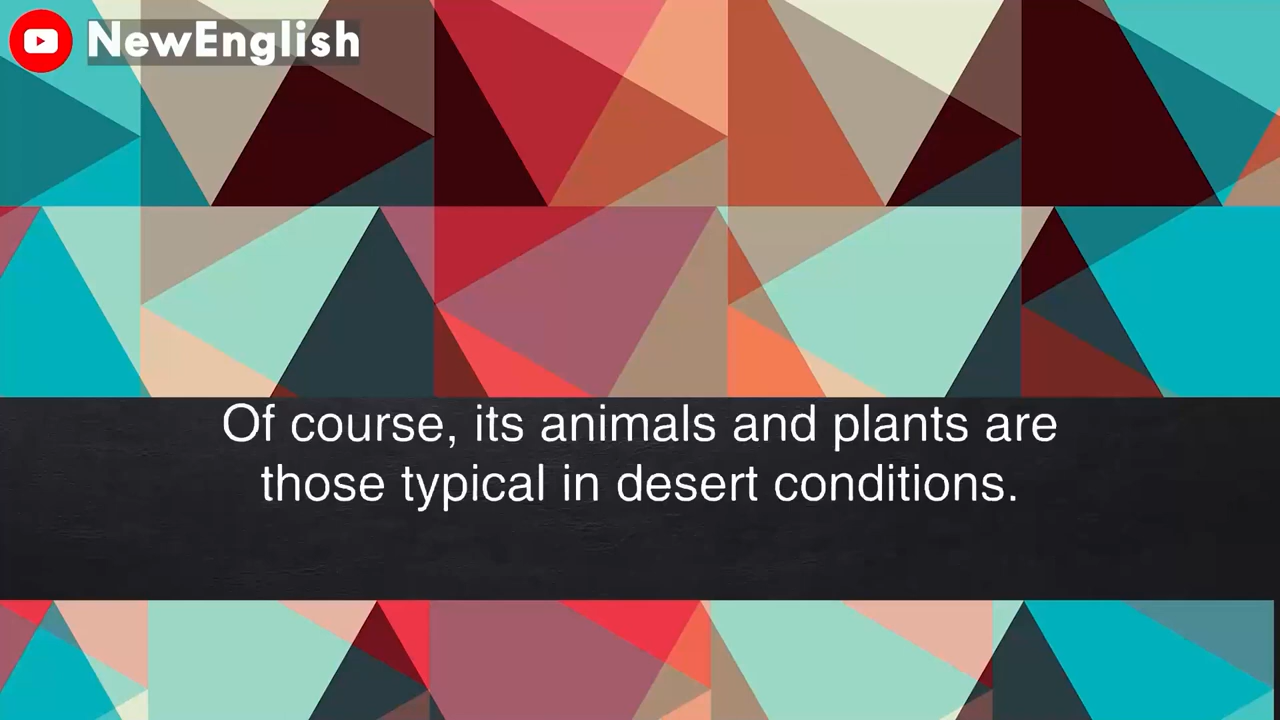 NewEnglish
Of course, its animals and plants are
those typical in desert conditions.